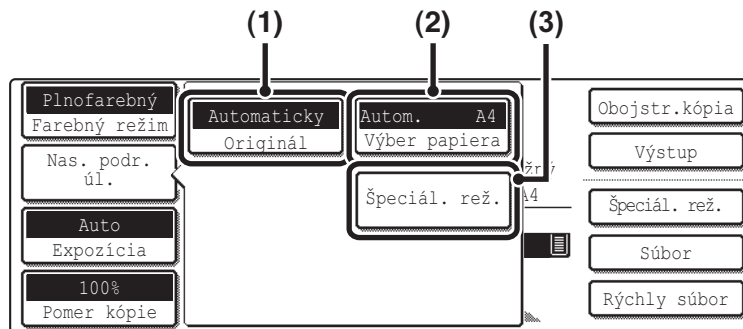 (1)
(2)
(3)
Plnofarebný
Farebný režim
Nas. podr.
úl.
Auto
Expozícia
100%
Pomer kópie
Automaticky
Originál
Autom. A4
Výber papiera
Špeciál. rež.
A4
Obojstr.kópia
Výstup
Špeciál. rež.
Súbor
Rýchly súbor